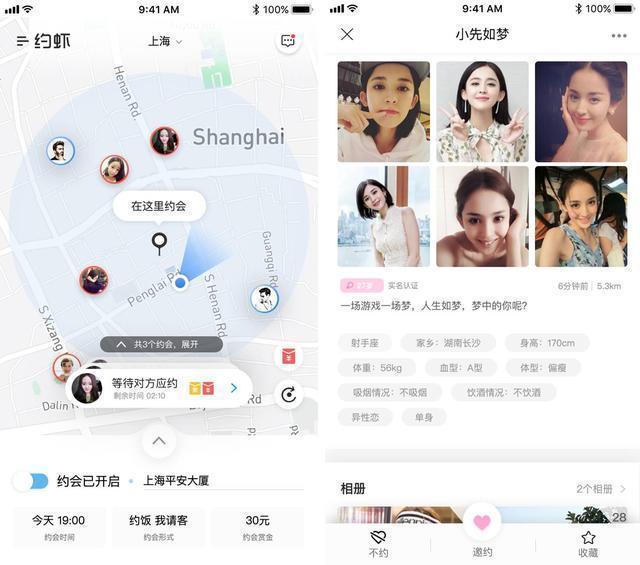 9:41 AM
100%
约虾
上海
Henan Rd
Shanghai
在这里约会
Guangqi Rd
Penglai Rd
S Henan Rd
S Xizang
共3个约会，展开
等待对方应约
剩余时间 02:10
Dalin
约会已开启
上海平安大厦
今天 19:00
约会时间
约饭 我请客
约会形式
30元
约会赏金
9:41 AM
100%
小先如梦
27岁
实名认证
6分钟前
5.3km
一场游戏一场梦，人生如梦，梦中的你呢?
射手座
家乡：湖南长沙
身高：170cm
体重：56kg
血型：A型
体型：偏瘦
吸烟情况：不吸烟
饮酒情况：不饮酒
异性恋
单身
相册
2个相册
28
不约
邀约
收藏